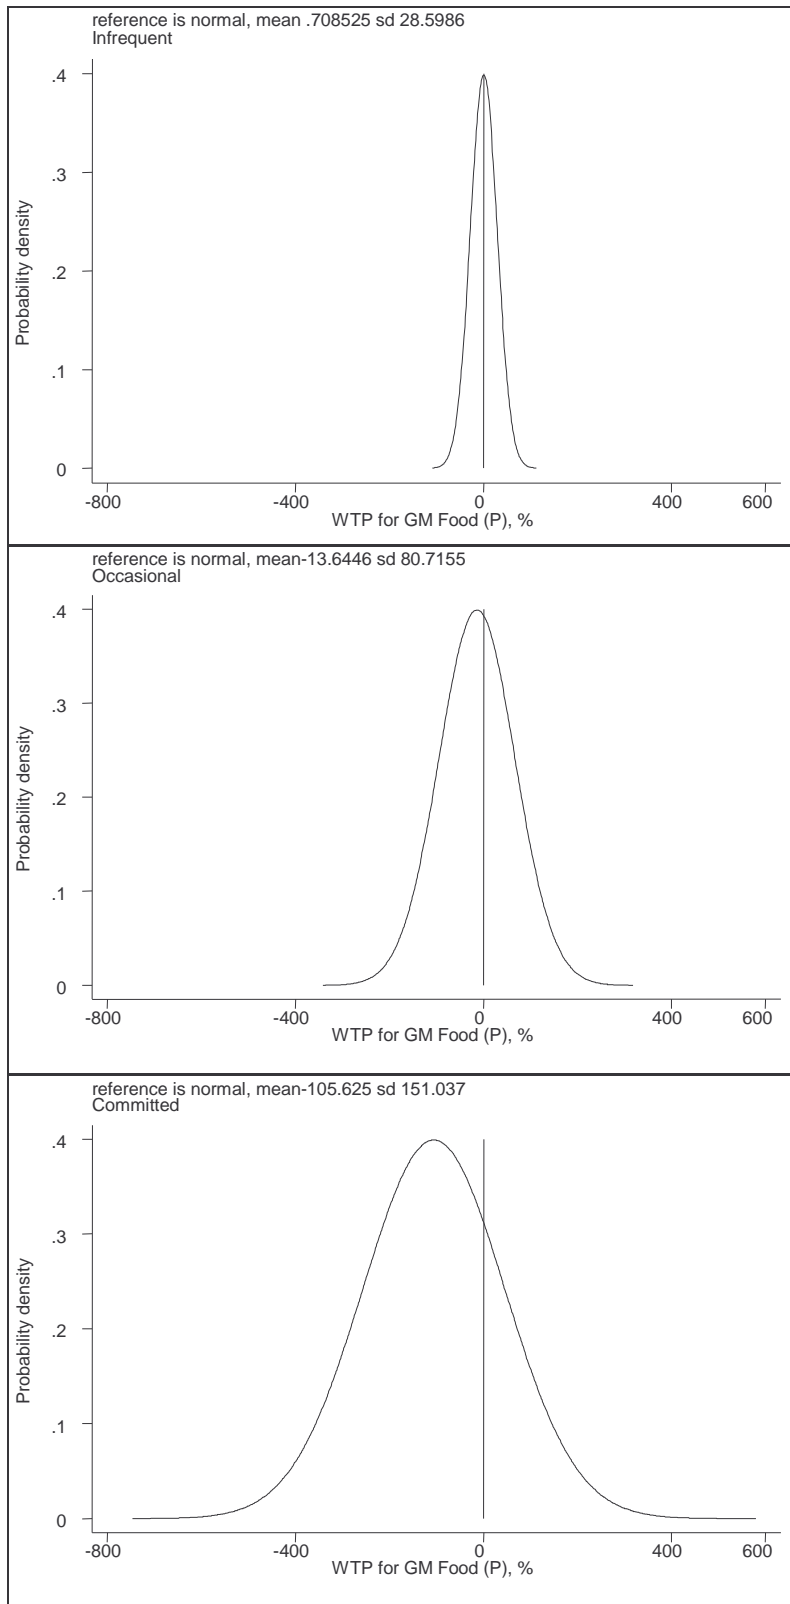 reference is normal, mean .708525 sd 28.5986
Infrequent
.4
.3
.2
.1
0
Probability density
-800
-400
0
400
600
WTP for GM Food (P), %
reference is normal, mean-13.6446 sd 80.7155
Occasional
.4
.3
.2
.1
0
Probability density
-800
-400
0
400
600
WTP for GM Food (P), %
reference is normal, mean-105.625 sd 151.037
Committed
.4
.3
.2
.1
0
Probability density
-800
-400
0
400
600
WTP for GM Food (P), %